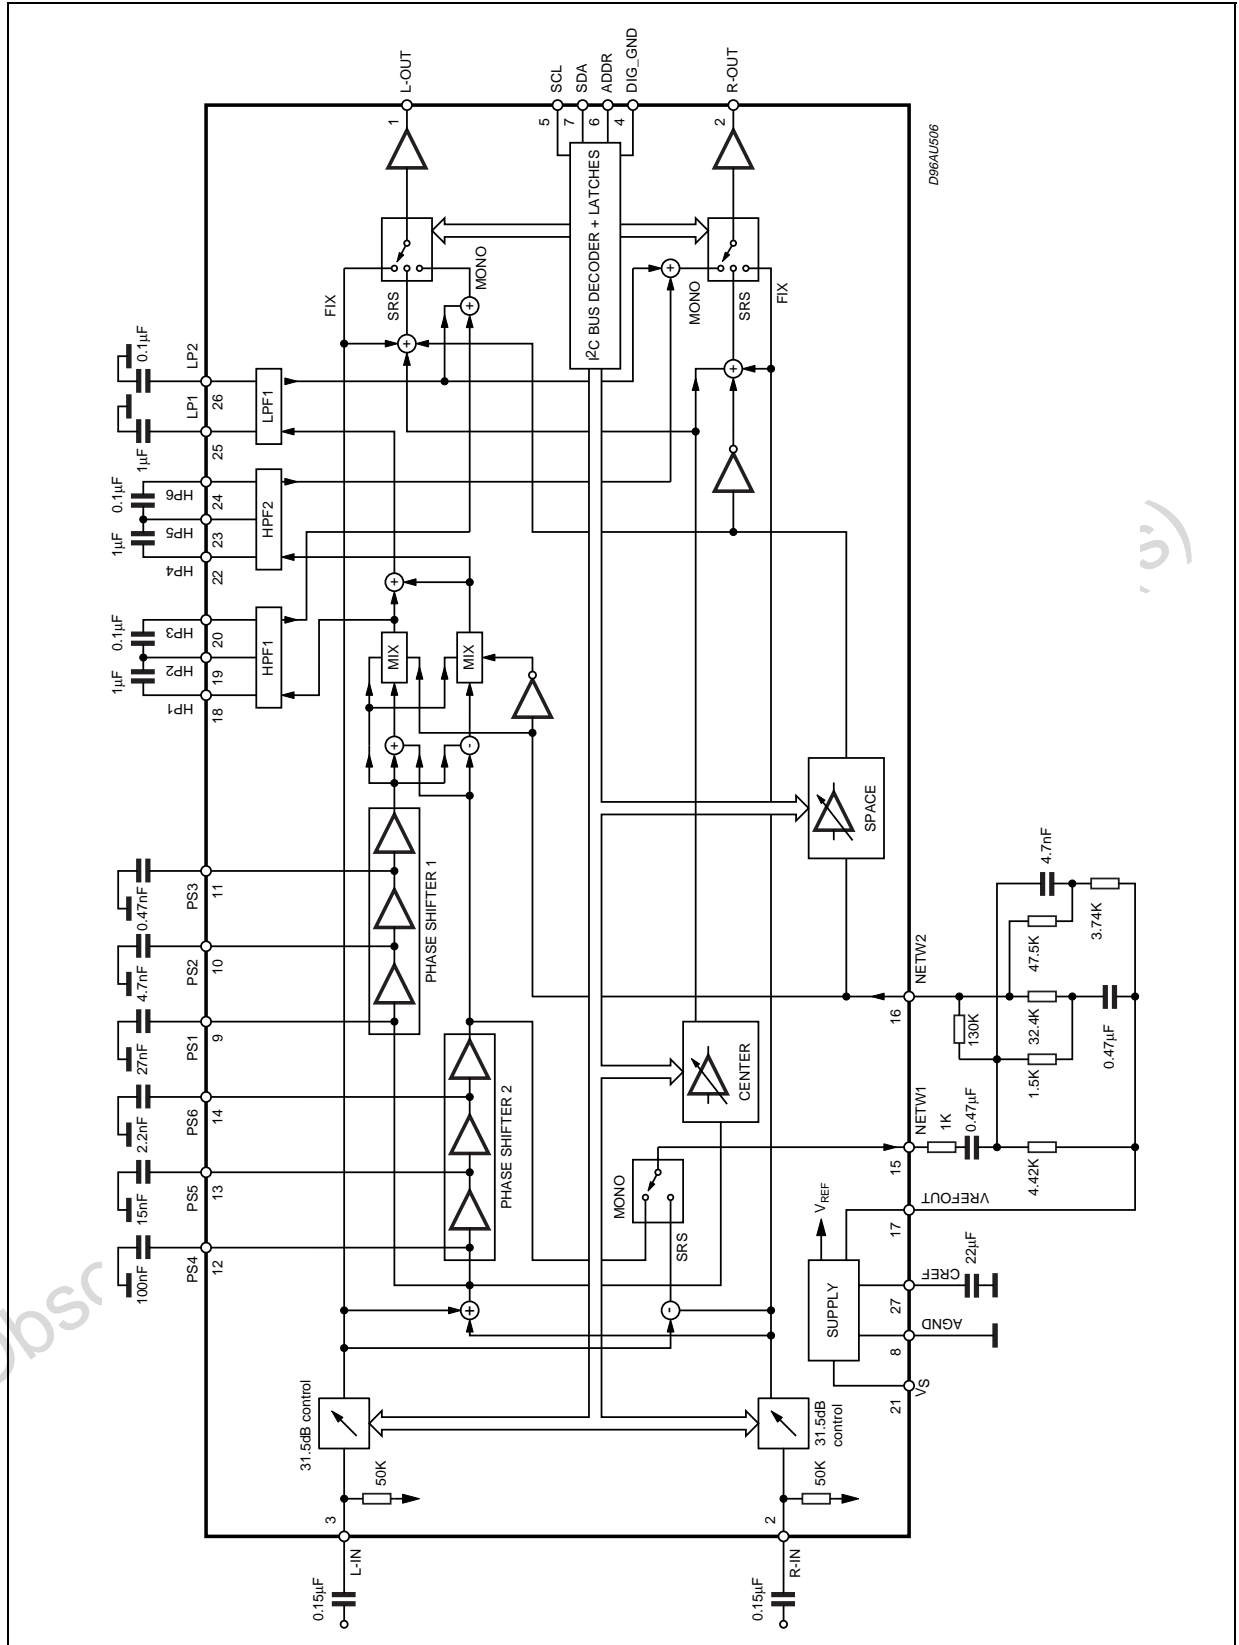 0.15µF
L-IN
3
50K
31.5dB control
0.15µF
R-IN
2
50K
31.5dB
control
100nF
PS4
12
15nF
PS5
13
2.2nF
PS6
14
27nF
PS1
9
4.7nF
PS2
10
0.47nF
PS3
11
PHASE SHIFTER 2
PHASE SHIFTER 1
1µF
0.1µF
HP1
HP2
HP3
18
19
20
HPF1
1µF
0.1µF
HP4
HP5
HP6
22
23
24
HPF2
1µF
0.1µF
LP1
LP2
25
26
LPF1
+
-
+
-
MIX
MIX
+
MONO
SRS
CENTER
SPACE
+
FIX
SRS
MONO
+
+
MONO
SRS
FIX
+
I2C BUS DECODER + LATCHES
L-OUT
1
SCL
5
SDA
7
ADDR
6
DIG_GND
4
R-OUT
2
D96AU506
SUPPLY
VREF
VS
21
AGND
8
CREF
27
22µF
VREFOUT
17
NETW1
15
1K
0.47µF
4.42K
NETW2
16
130K
1.5K
32.4K
0.47µF
47.5K
4.7nF
3.74K
Obsc
s)